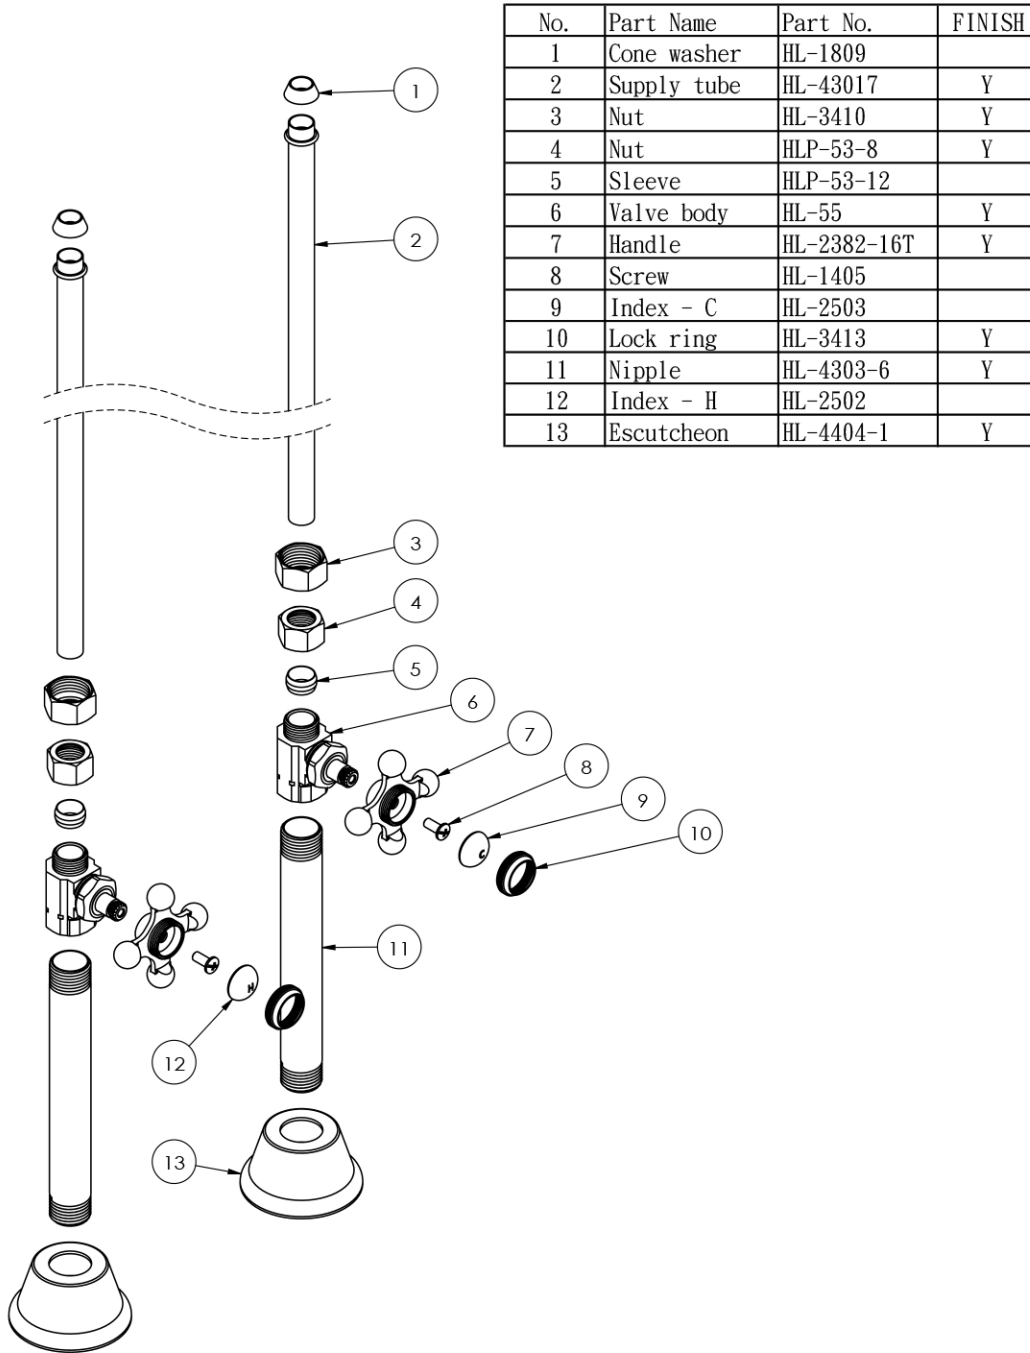 No. Part Name Part No. FINISH
1 Cone washer HL-1809
2 Supply tube HL-43017 Y
3 Nut HL-3410 Y
4 Nut HLP-53-8 Y
5 Sleeve HLP-53-12
6 Valve body HL-55 Y
7 Handle HL-2382-16T Y
8 Screw HL-1405
9 Index - C HL-2503
10 Lock ring HL-3413 Y
11 Nipple HL-4303-6 Y
12 Index - H HL-2502
13 Escutcheon HL-4404-1 Y
1
2
3
4
5
6
7
8
9
10
C
11
H
12
13